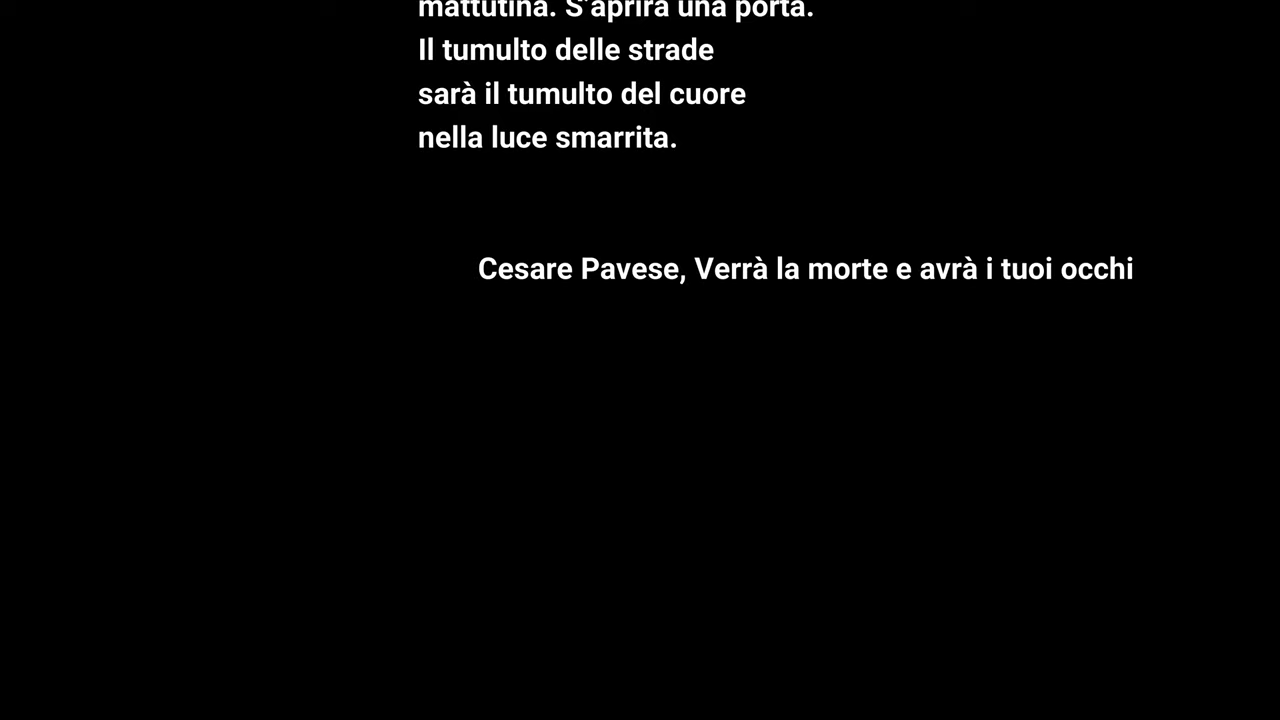 mattutina. S'aprirà una porta.
Il tumulto delle strade
sarà il tumulto del cuore
nella luce smarrita.
Cesare Pavese, Verrà la morte e avrà i tuoi occhi